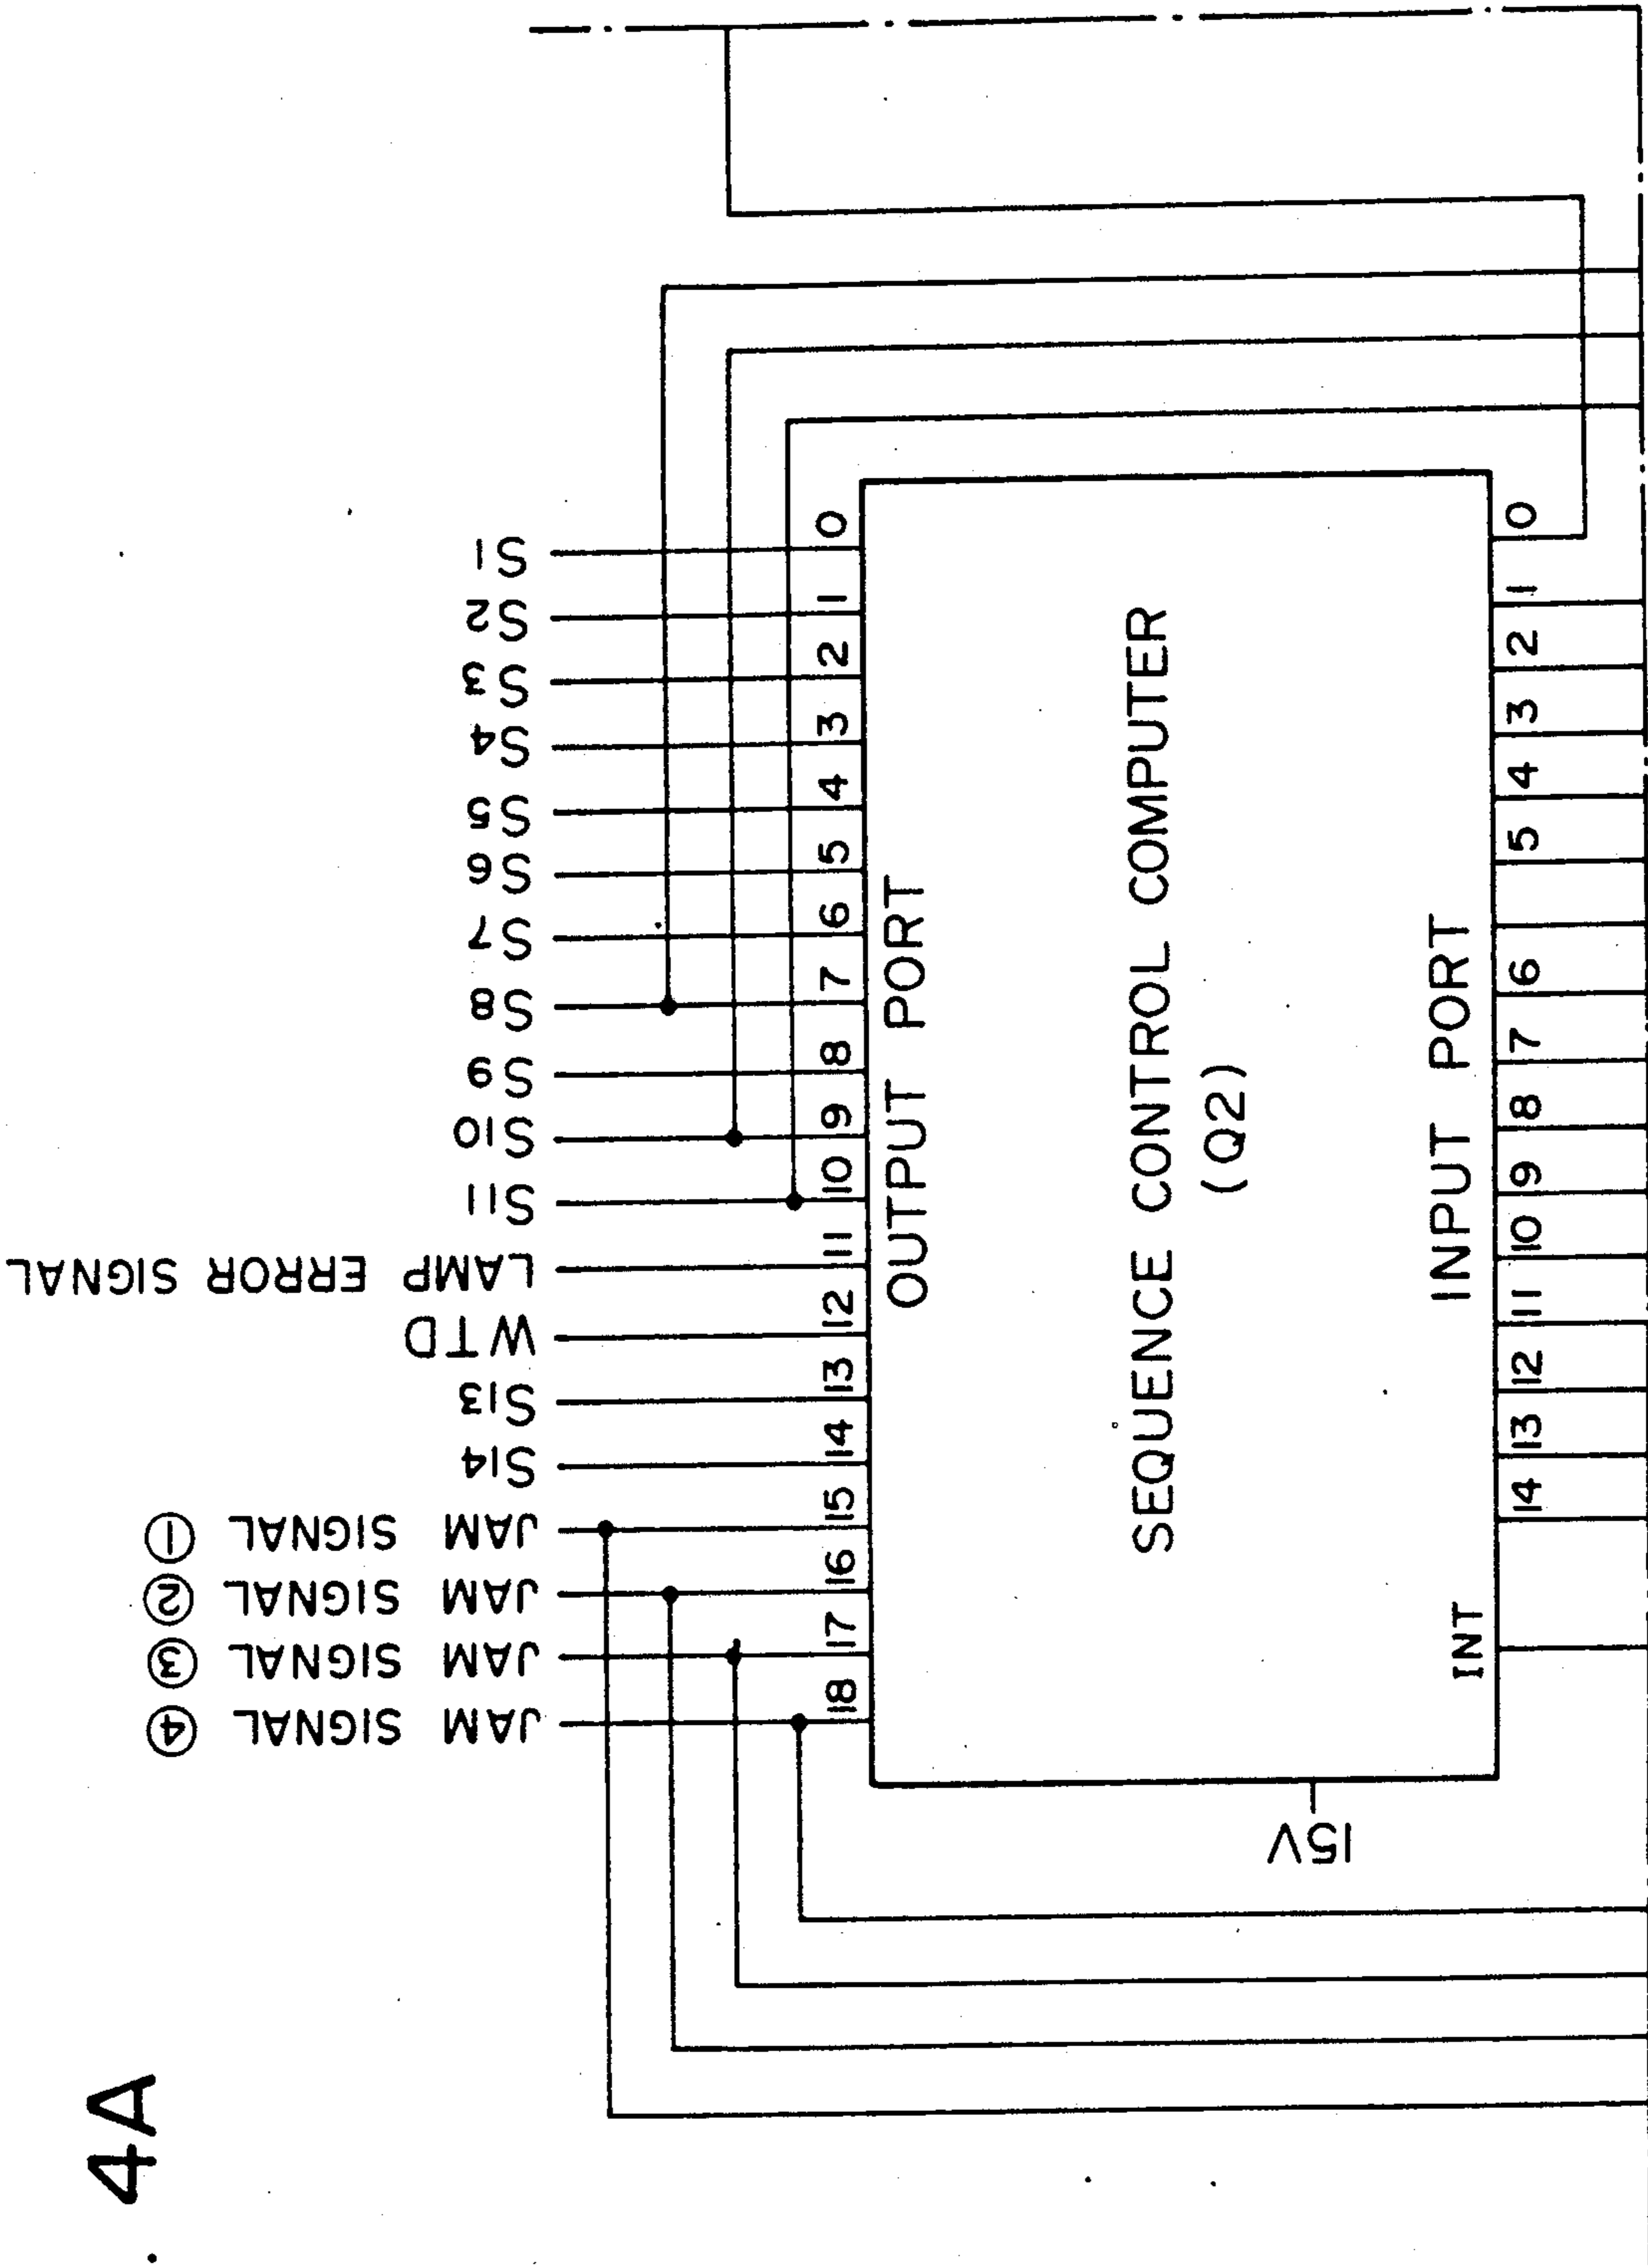 . 4A
S1
S2
S3
S4
S5
S6
S7
S8
S9
S10
S11
LAMP ERROR SIGNAL
WTD
S13
S14
JAM SIGNAL ①
JAM SIGNAL ②
JAM SIGNAL ③
JAM SIGNAL ④
0
1
2
3
4
5
6
7
8
9
10
11
12
13
14
15
16
17
18
OUTPUT PORT
SEQUENCE CONTROL COMPUTER
(Q2)
15V
INPUT PORT
INT
0
1
2
3
4
5
6
7
8
9
10
11
12
13
14